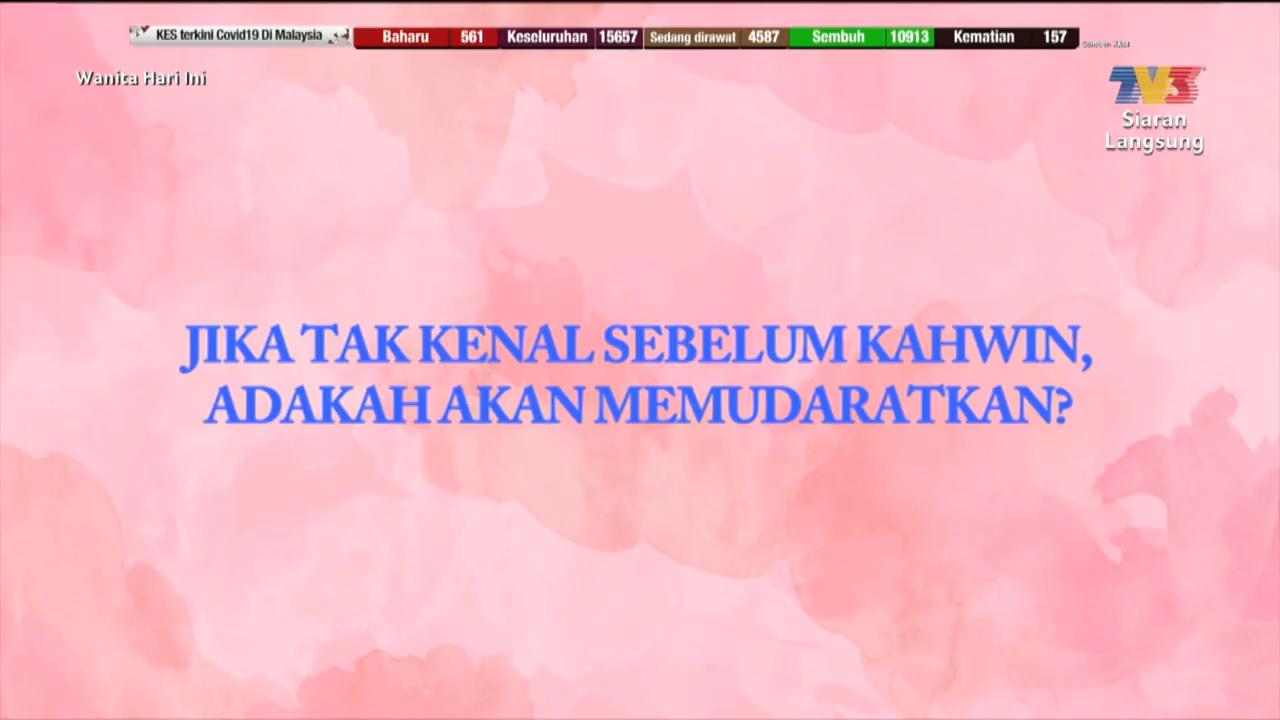 KES terkini Covid19 Di Malaysia Baharu 561 Keseluruhan 15657 Sedang dirawat 4587 Sembuh 10913 Kematian 157
Wanita Hari Ini
TV3
Siaran
Langsung
JIKA TAK KENAL SEBELUM KAHWIN,
ADAKAH AKAN MEMUDARATKAN?